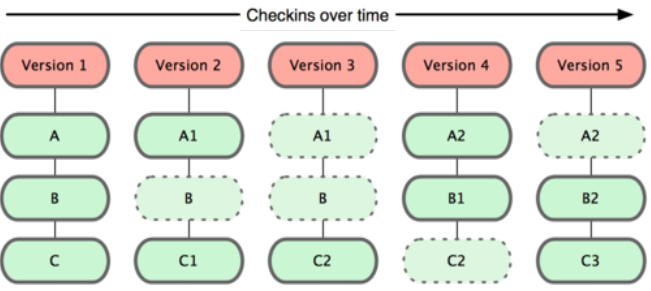 Checkins over time
Version 1 Version 2 Version 3 Version 4 Version 5
A A1 A1 A2 A2
B B B B1 B2
C C1 C2 C2 C3